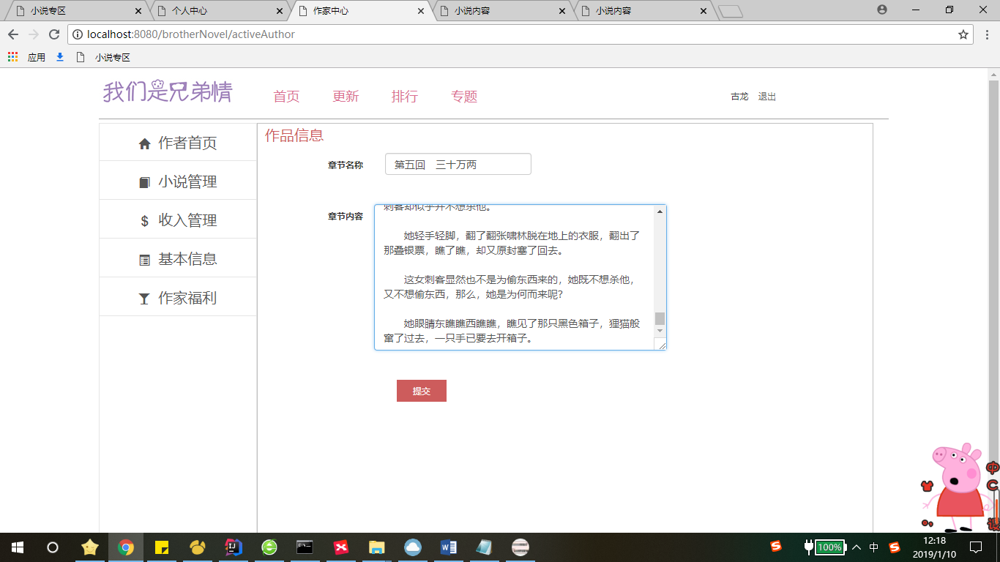 小说专区
个人中心
作家中心
小说内容
小说内容
localhost:8080/brotherNovel/activeAuthor
应用
小说专区
我们是兄弟情
首页 更新 排行 专题
古龙 退出
作者首页
小说管理
收入管理
基本信息
作家福利
作品信息
章节名称
第五回 三十万两
章节内容
刺客却似乎并不想杀他。
她轻手轻脚，翻了翻张啸林脱在地上的衣服，翻出了
那叠银票，瞧了瞧，却又原封塞了回去。
这女刺客显然也不是为偷东西来的，她既不想杀他，
又不想偷东西，那么，她是为何而来呢?
她眼睛东瞧瞧西瞧瞧，瞧见了那只黑色箱子，狸猫般
窜了过去，一只手已要去开箱子。
提交
中
C
100%
中
12:18
2019/1/10